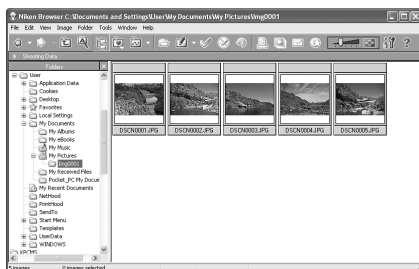 Nikon Browser C:\Documents and Settings\User\My Documents\My Pictures\Img0001
File Edit View Image Folder Tools Window Help
Shooting Data
Folders
User
Application Data
Cookies
Desktop
Favorites
Local Settings
My Documents
My Albums
My eBooks
My Music
My Pictures
Img0001
My Received Files
Pocket_PC My Documen
My Recent Documents
NetHood
PrintHood
SendTo
Start Menu
Templates
UserData
WINDOWS
XPCMS
DSCN0001.JPG DSCN0002.JPG DSCN0003.JPG DSCN0004.JPG DSCN0005.JPG
5 images 0 images selected